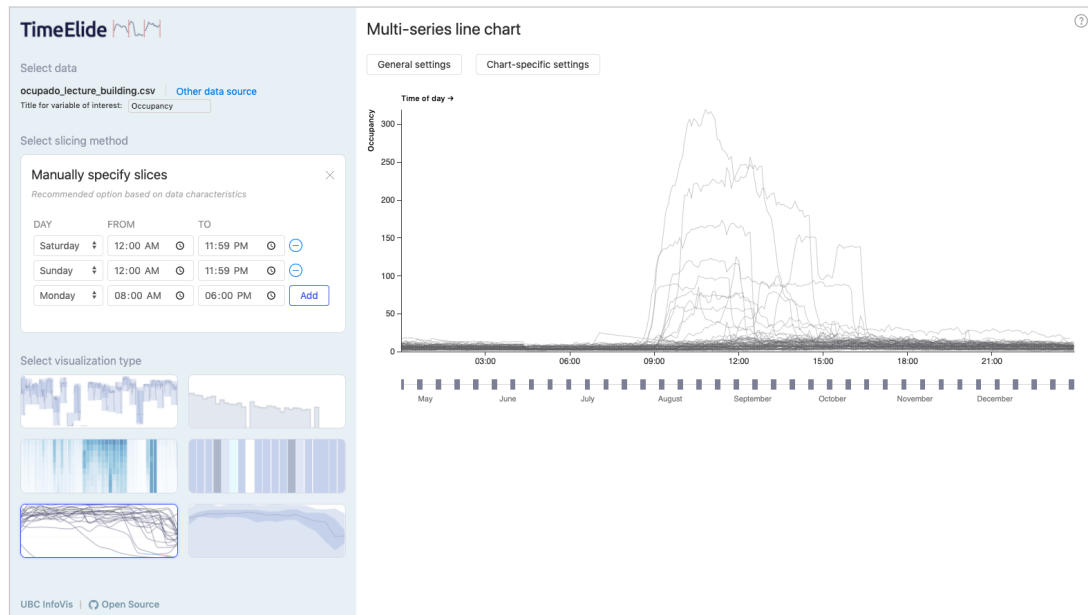 TimeElide
Select data
ocupado_lecture_building.csv Other data source
Title for variable of interest: Occupancy
Select slicing method
Manually specify slices
Recommended option based on data characteristics
DAY FROM TO
Saturday 12:00 AM 11:59 PM
Sunday 12:00 AM 11:59 PM
Monday 08:00 AM 06:00 PM Add
Select visualization type
UBC InfoVis | Open Source
Multi-series line chart
?
General settings Chart-specific settings
Time of day →
Occupancy
300
250
200
150
100
50
0
03:00 06:00 15:00 12:00 15:00 18:00 21:00
May June July August September October November December